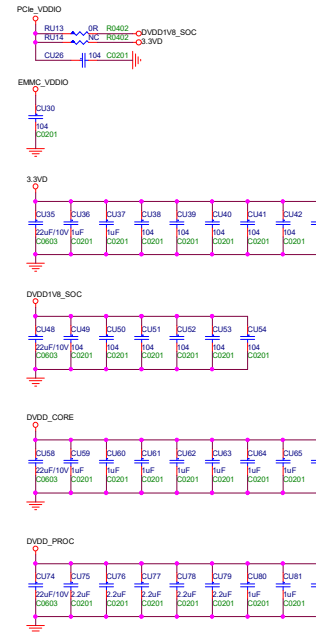 PCIe_VDDIO
RU13 0R R0402 DVDD1V8_SOC
RU14 NC R0402 3.3VD
CU26 104 C0201
EMMC_VDDIO
CU30
104
C0201
3.3VD
CU35 CU36 CU37 CU38 CU39 CU40 CU41 CU42
22uF/10V 1uF 1uF 104 104 104 104 104
C0603 C0201 C0201 C0201 C0201 C0201 C0201 C0201
DVDD1V8_SOC
CU48 CU49 CU50 CU51 CU52 CU53 CU54
22uF/10V 104 104 104 104 104 104
C0603 C0201 C0201 C0201 C0201 C0201 C0201
DVDD_CORE
CU58 CU59 CU60 CU61 CU62 CU63 CU64 CU65
22uF/10V 1uF 1uF 1uF 1uF 1uF 1uF 1uF
C0603 C0201 C0201 C0201 C0201 C0201 C0201 C0201
DVDD_PROC
CU74 CU75 CU76 CU77 CU78 CU79 CU80 CU81
22uF/10V 2.2uF 2.2uF 2.2uF 2.2uF 2.2uF 1uF 1uF
C0603 C0201 C0201 C0201 C0201 C0201 C0201 C0201